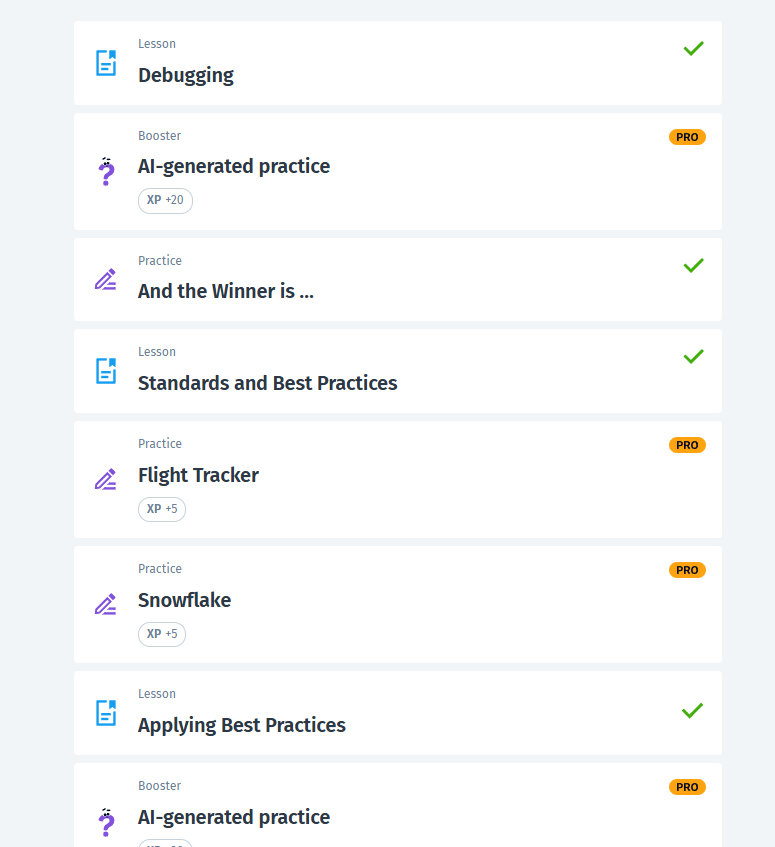 Lesson
Debugging
Booster
PRO
AI-generated practice
XP +20
Practice
And the Winner is ...
Lesson
Standards and Best Practices
Practice
PRO
Flight Tracker
XP +5
Practice
PRO
Snowflake
XP +5
Lesson
Applying Best Practices
Booster
PRO
AI-generated practice